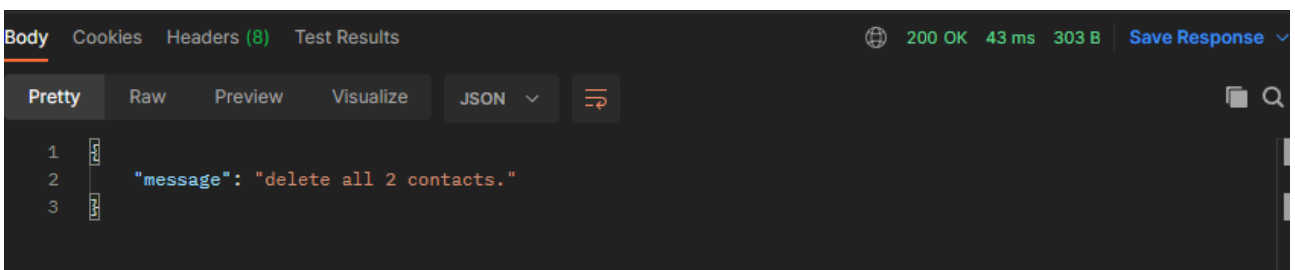 Body Cookies Headers (8) Test Results 200 OK 43 ms 303 B Save Response
Pretty Raw Preview Visualize JSON
1 {
2 "message": "delete all 2 contacts."
3 }